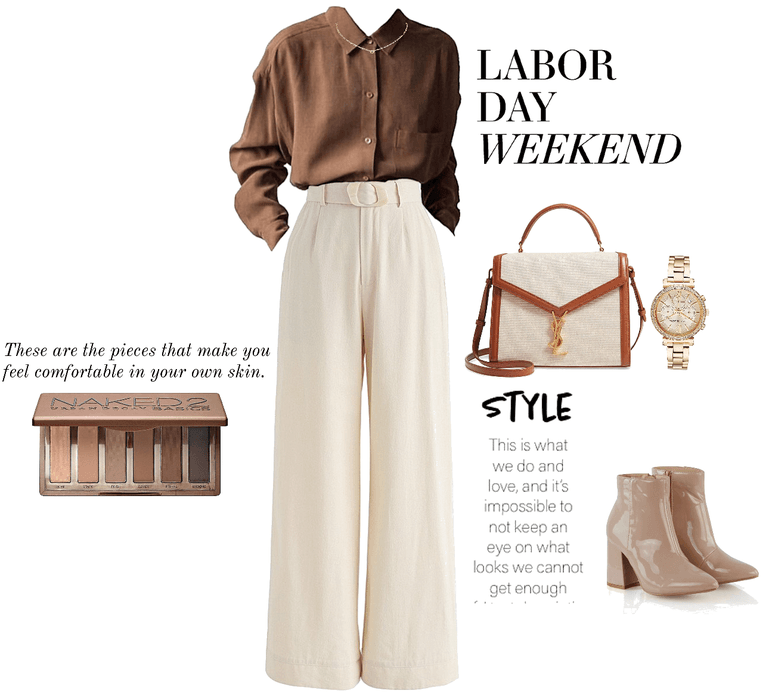 LABOR
DAY
WEEKEND
These are the pieces that make you
feel comfortable in your own skin.
NAKED2
BASICS
YSL
STYLE
This is what
we do and
love, and it's
impossible to
not keep an
eye on what
looks we cannot
get enough